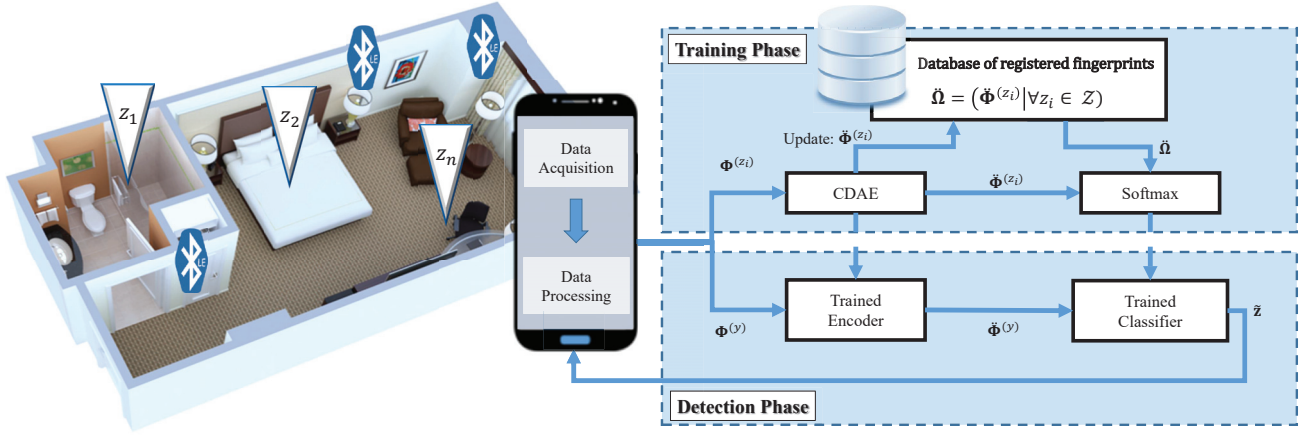 z₁
z₂
zₙ
LE
LE
LE
Data
Acquisition
Data
Processing
Training Phase
Database of registered fingerprints
Ω̈ = (Φ̈^(zᵢ)|∀zᵢ ∈ 𝒵)
Update: Φ̈^(zᵢ)
Ω̈
Φ^(zᵢ)
CDAE
Φ̈^(zᵢ)
Softmax
Φ^(y)
Trained
Encoder
Φ̈^(y)
Trained
Classifier
z̃
Detection Phase